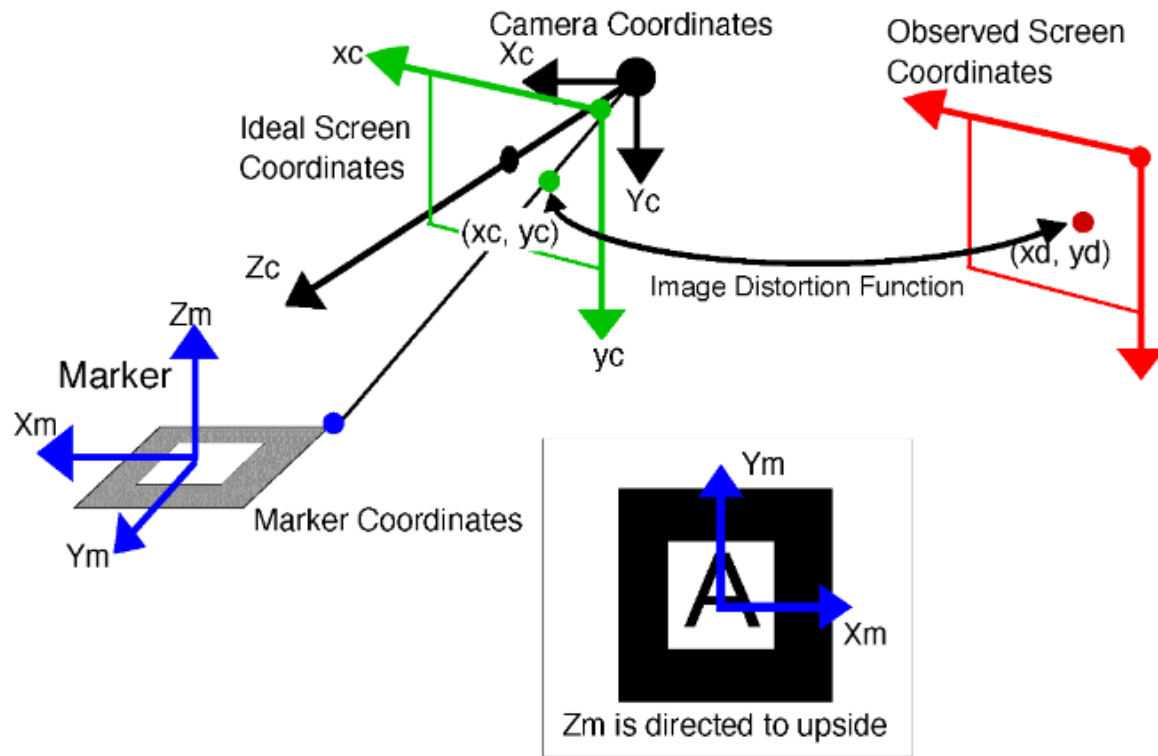 Camera Coordinates
xc
Xc
Observed Screen
Coordinates
Ideal Screen
Coordinates
Yc
(xc, yc)
(xd, yd)
Zc
Image Distortion Function
Zm
yc
Marker
Xm
Marker Coordinates
Ym
Ym
A
Xm
Zm is directed to upside